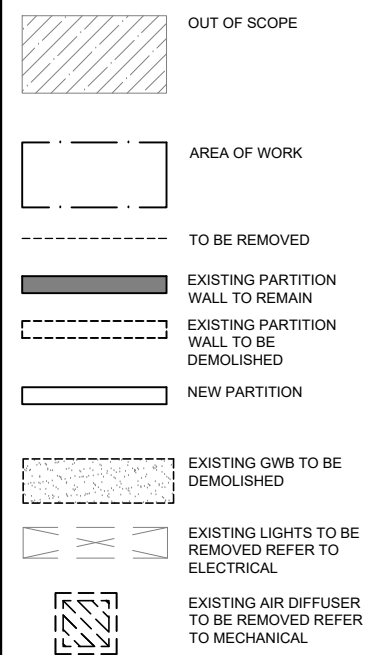 OUT OF SCOPE
AREA OF WORK
TO BE REMOVED
EXISTING PARTITION
WALL TO REMAIN
EXISTING PARTITION
WALL TO BE
DEMOLISHED
NEW PARTITION
EXISTING GWB TO BE
DEMOLISHED
EXISTING LIGHTS TO BE
REMOVED REFER TO
ELECTRICAL
EXISTING AIR DIFFUSER
TO BE REMOVED REFER
TO MECHANICAL